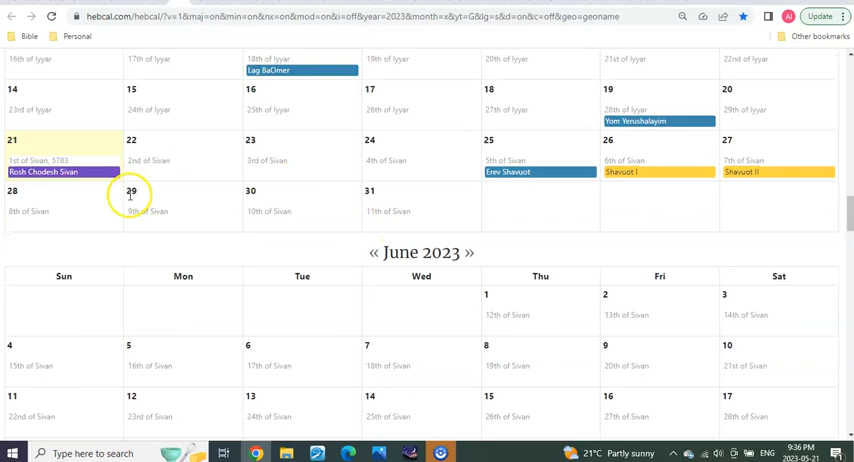 hebcal.com/hebcal/?v=1&maj=on&min=on&nx=on&mod=on&i=off&year=2023&month=x&yt=G&lg=s&d=on&c=off&geo=geoname
AI
Update
Bible
Personal
Other bookmarks
16th of Iyyar 17th of Iyyar 18th of Iyyar 19th of Iyyar 20th of Iyyar 21st of Iyyar 22nd of Iyyar
Lag BaOmer
14 15 16 17 18 19 20
23rd of Iyyar 24th of Iyyar 25th of Iyyar 26th of Iyyar 27th of Iyyar 28th of Iyyar 29th of Iyyar
Yom Yerushalayim
21 22 23 24 25 26 27
1st of Sivan, 5783 2nd of Sivan 3rd of Sivan 4th of Sivan 5th of Sivan 6th of Sivan 7th of Sivan
Rosh Chodesh Sivan Erev Shavuot Shavuot I Shavuot II
28 29 30 31
8th of Sivan 9th of Sivan 10th of Sivan 11th of Sivan
« June 2023 »
Sun Mon Tue Wed Thu Fri Sat
1 2 3
12th of Sivan 13th of Sivan 14th of Sivan
4 5 6 7 8 9 10
15th of Sivan 16th of Sivan 17th of Sivan 18th of Sivan 19th of Sivan 20th of Sivan 21st of Sivan
11 12 13 14 15 16 17
22nd of Sivan 23rd of Sivan 24th of Sivan 25th of Sivan 26th of Sivan 27th of Sivan 28th of Sivan
Type here to search
21°C Partly sunny
ENG
9:36 PM
2023-05-21